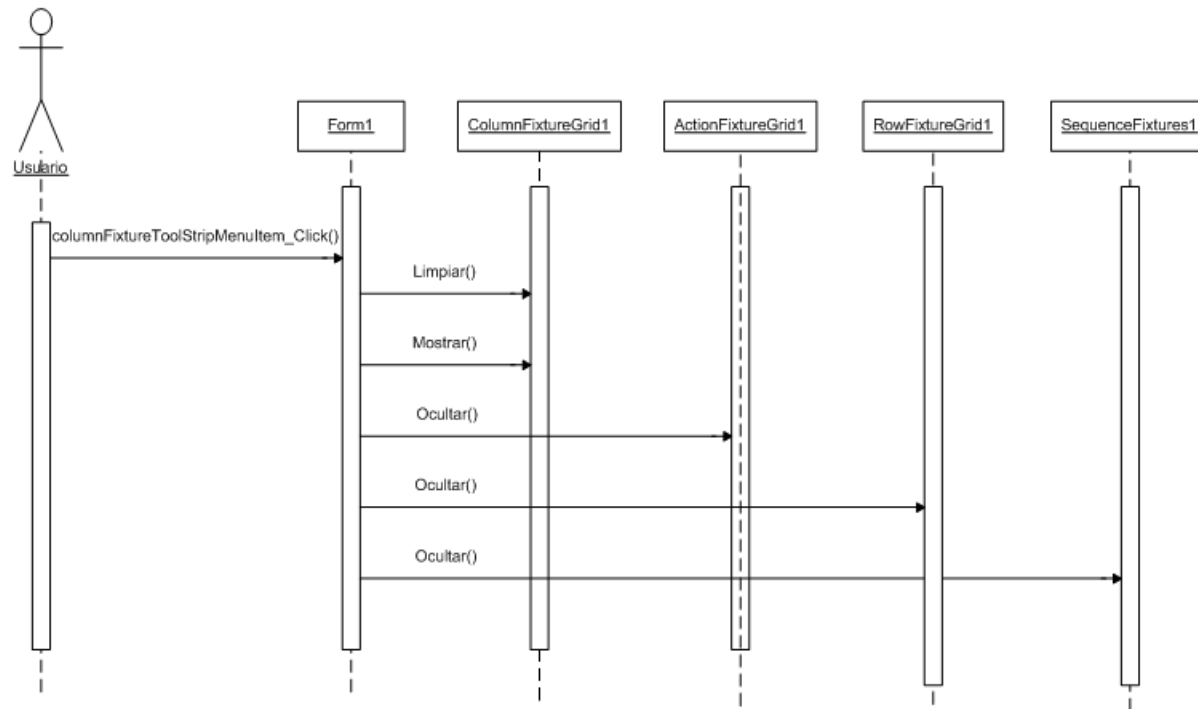 Form1
ColumnFixtureGrid1
ActionFixtureGrid1
RowFixtureGrid1
SequenceFixtures1
Usuario
columnFixtureToolStripMenuItem_Click()
Limpiar()
Mostrar()
Ocultar()
Ocultar()
Ocultar()